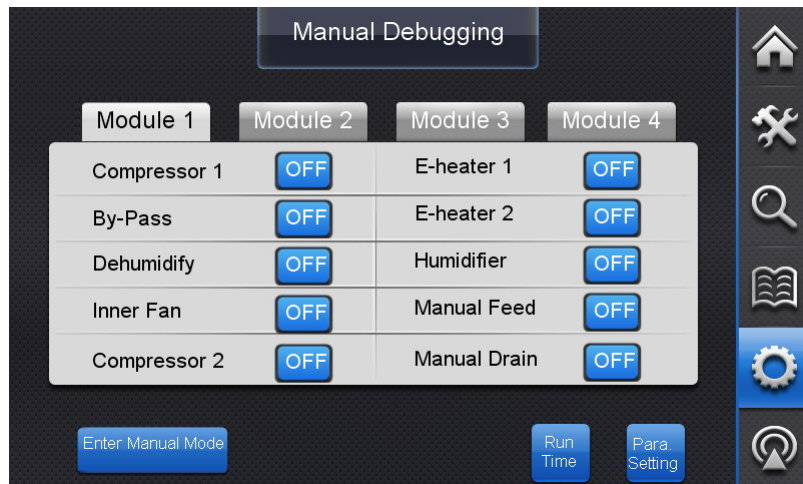 Manual Debugging
Module 1
Module 2
Module 3
Module 4
Compressor 1
OFF
E-heater 1
OFF
By-Pass
OFF
E-heater 2
OFF
Dehumidify
OFF
Humidifier
OFF
Inner Fan
OFF
Manual Feed
OFF
Compressor 2
OFF
Manual Drain
OFF
Enter Manual Mode
Run
Time
Para.
Setting